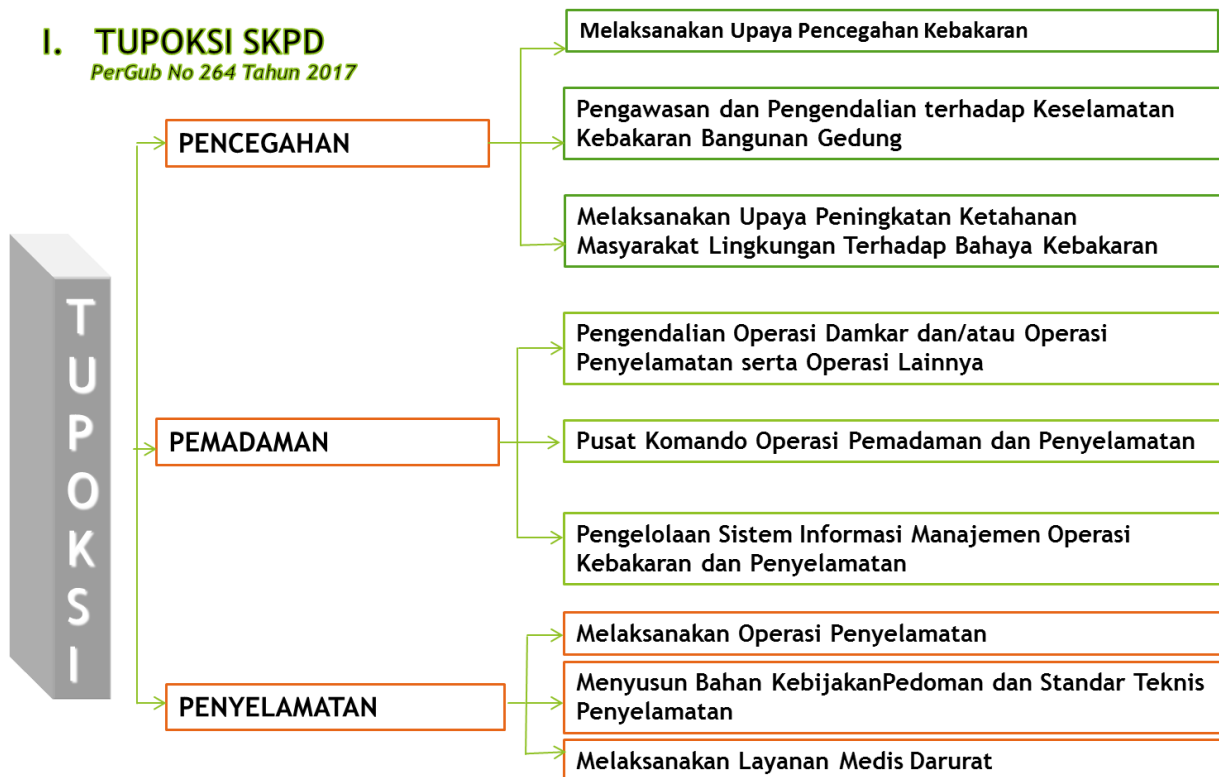 I. TUPOKSI SKPD
PerGub No 264 Tahun 2017
TUPOKSI
PENCEGAHAN
Melaksanakan Upaya Pencegahan Kebakaran
Pengawasan dan Pengendalian terhadap Keselamatan
Kebakaran Bangunan Gedung
Melaksanakan Upaya Peningkatan Ketahanan
Masyarakat Lingkungan Terhadap Bahaya Kebakaran
PEMADAMAN
Pengendalian Operasi Damkar dan/atau Operasi
Penyelamatan serta Operasi Lainnya
Pusat Komando Operasi Pemadaman dan Penyelamatan
Pengelolaan Sistem Informasi Manajemen Operasi
Kebakaran dan Penyelamatan
PENYELAMATAN
Melaksanakan Operasi Penyelamatan
Menyusun Bahan KebijakanPedoman dan Standar Teknis
Penyelamatan
Melaksanakan Layanan Medis Darurat